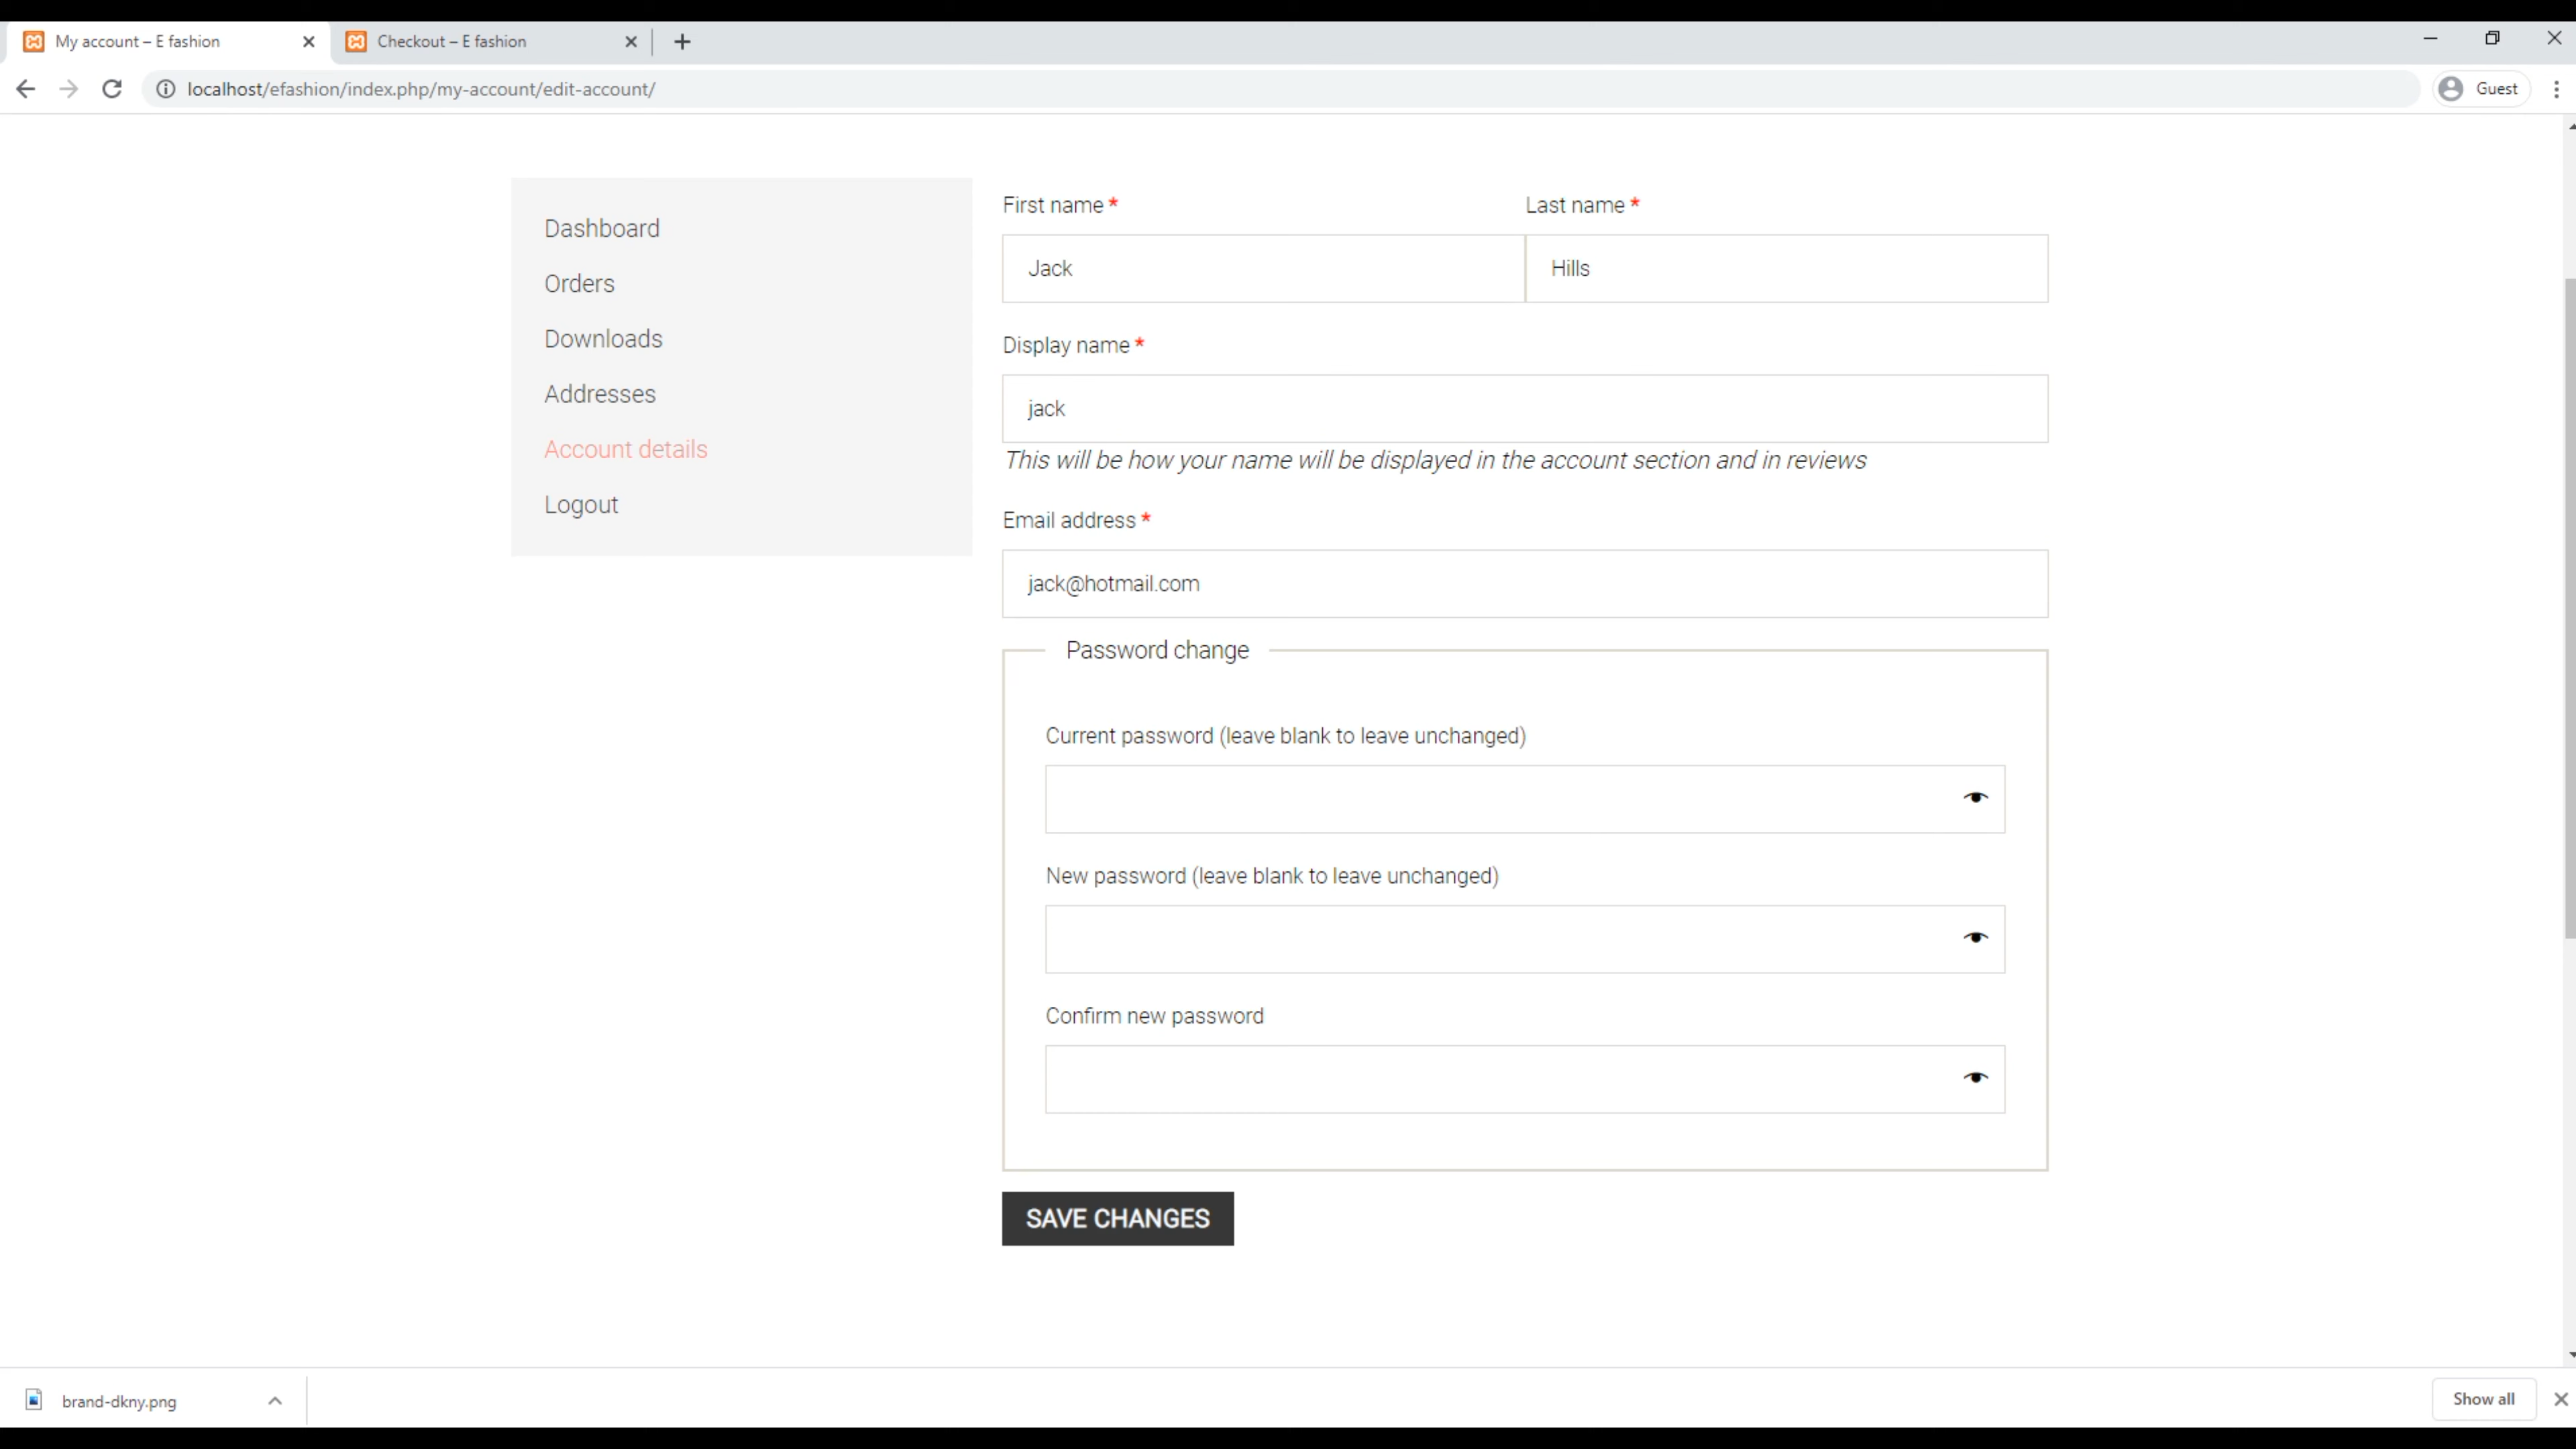 My account – E fashion
Checkout – E fashion
localhost/efashion/index.php/my-account/edit-account/
Guest
Dashboard
Orders
Downloads
Addresses
Account details
Logout
First name *
Last name *
Jack
Hills
Display name *
jack
This will be how your name will be displayed in the account section and in reviews
Email address *
jack@hotmail.com
Password change
Current password (leave blank to leave unchanged)
New password (leave blank to leave unchanged)
Confirm new password
SAVE CHANGES
brand-dkny.png
Show all